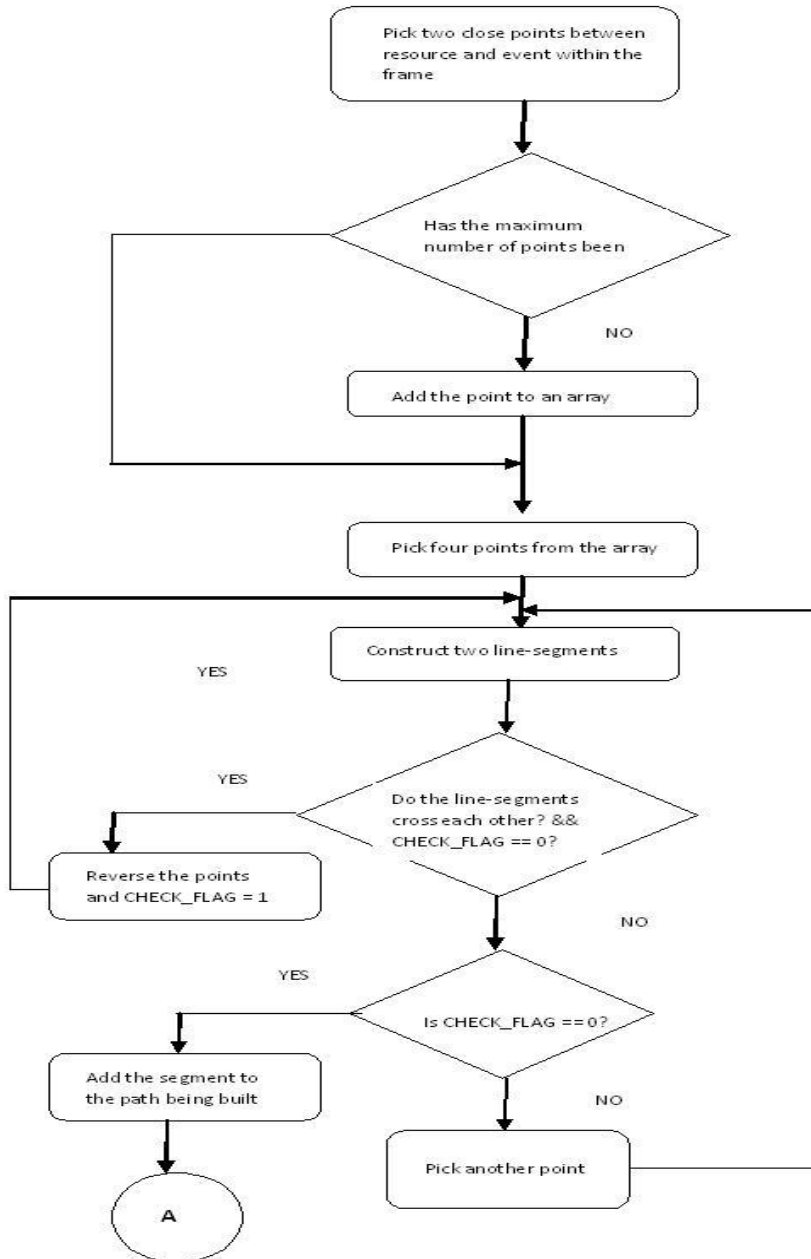 Pick two close points between
resource and event within the
frame
Has the maximum
number of points been
NO
Add the point to an array
Pick four points from the array
Construct two line-segments
YES
YES
Do the line-segments
cross each other? &&
CHECK_FLAG == 0?
Reverse the points
and CHECK_FLAG = 1
NO
YES
Is CHECK_FLAG == 0?
Add the segment to
the path being built
NO
Pick another point
A